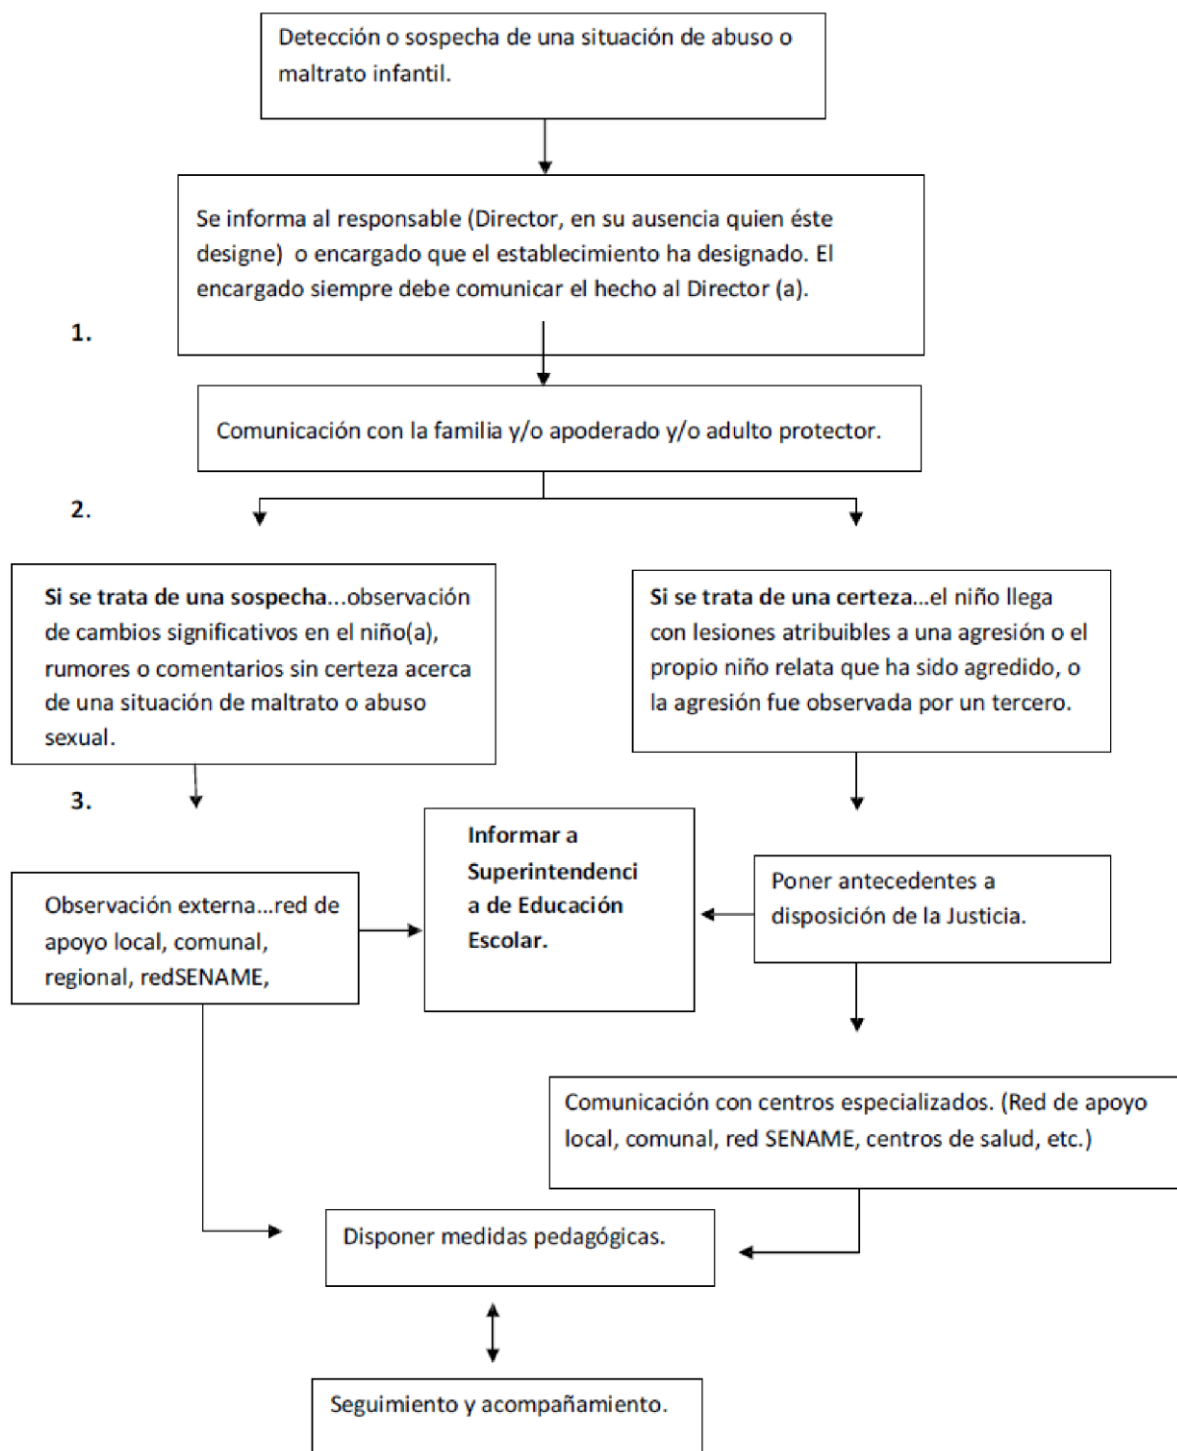 Detección o sospecha de una situación de abuso o
maltrato infantil.
Se informa al responsable (Director, en su ausencia quien éste
designe)  o encargado que el establecimiento ha designado. El
encargado siempre debe comunicar el hecho al Director (a).
1.
Comunicación con la familia y/o apoderado y/o adulto protector.
2.
Si se trata de una sospecha...observación
de cambios significativos en el niño(a),
rumores o comentarios sin certeza acerca
de una situación de maltrato o abuso
sexual.
Si se trata de una certeza...el niño llega
con lesiones atribuibles a una agresión o el
propio niño relata que ha sido agredido, o
la agresión fue observada por un tercero.
3.
Observación externa...red de
apoyo local, comunal,
regional, redSENAME,
Informar a
Superintendenci
a de Educación
Escolar.
Poner antecedentes a
disposición de la Justicia.
Comunicación con centros especializados. (Red de apoyo
local, comunal, red SENAME, centros de salud, etc.)
Disponer medidas pedagógicas.
Seguimiento y acompañamiento.